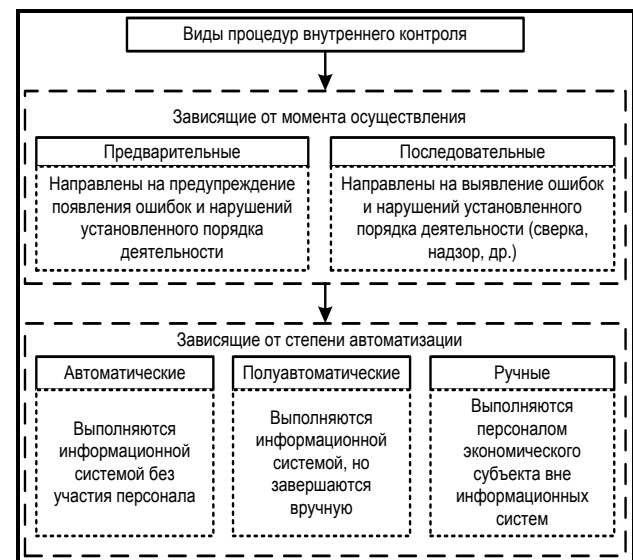 Виды процедур внутреннего контроля
Зависящие от момента осуществления
Предварительные
Направлены на предупреждение
появления ошибок и нарушений
установленного порядка
деятельности
Последовательные
Направлены на выявление ошибок
и нарушений установленного
порядка деятельности (сверка,
надзор, др.)
Зависящие от степени автоматизации
Автоматические
Выполняются
информационной
системой без
участия персонала
Полуавтоматические
Выполняются
информационной
системой, но
завершаются
вручную
Ручные
Выполняются
персоналом
экономического
субъекта вне
информационных
систем